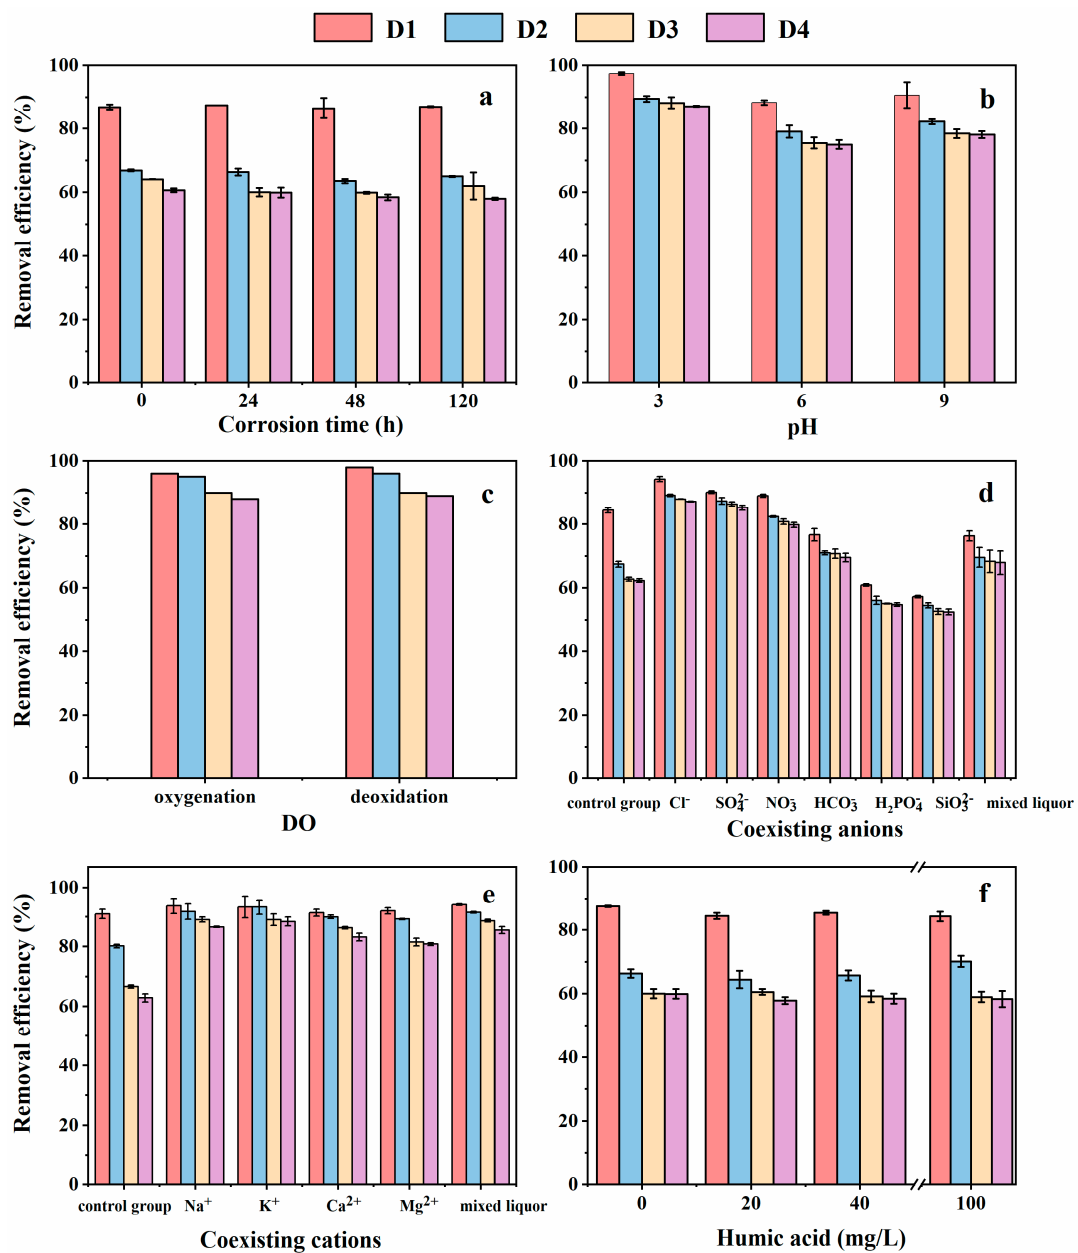 D1 D2 D3 D4
a
Removal efficiency (%)
100
80
60
40
20
0
0 24 48 120
Corrosion time (h)
b
100
80
60
40
20
0
3 6 9
pH
c
Removal efficiency (%)
100
80
60
40
20
0
oxygenation deoxidation
DO
d
100
80
60
40
20
0
control group Cl⁻ SO₄²⁻ NO₃⁻ HCO₃⁻ H₂PO₄⁻ SiO₃²⁻ mixed liquor
Coexisting anions
e
Removal efficiency (%)
100
80
60
40
20
0
control group Na⁺ K⁺ Ca²⁺ Mg²⁺ mixed liquor
Coexisting cations
f
100
80
60
40
20
0
0 20 40 100
Humic acid (mg/L)